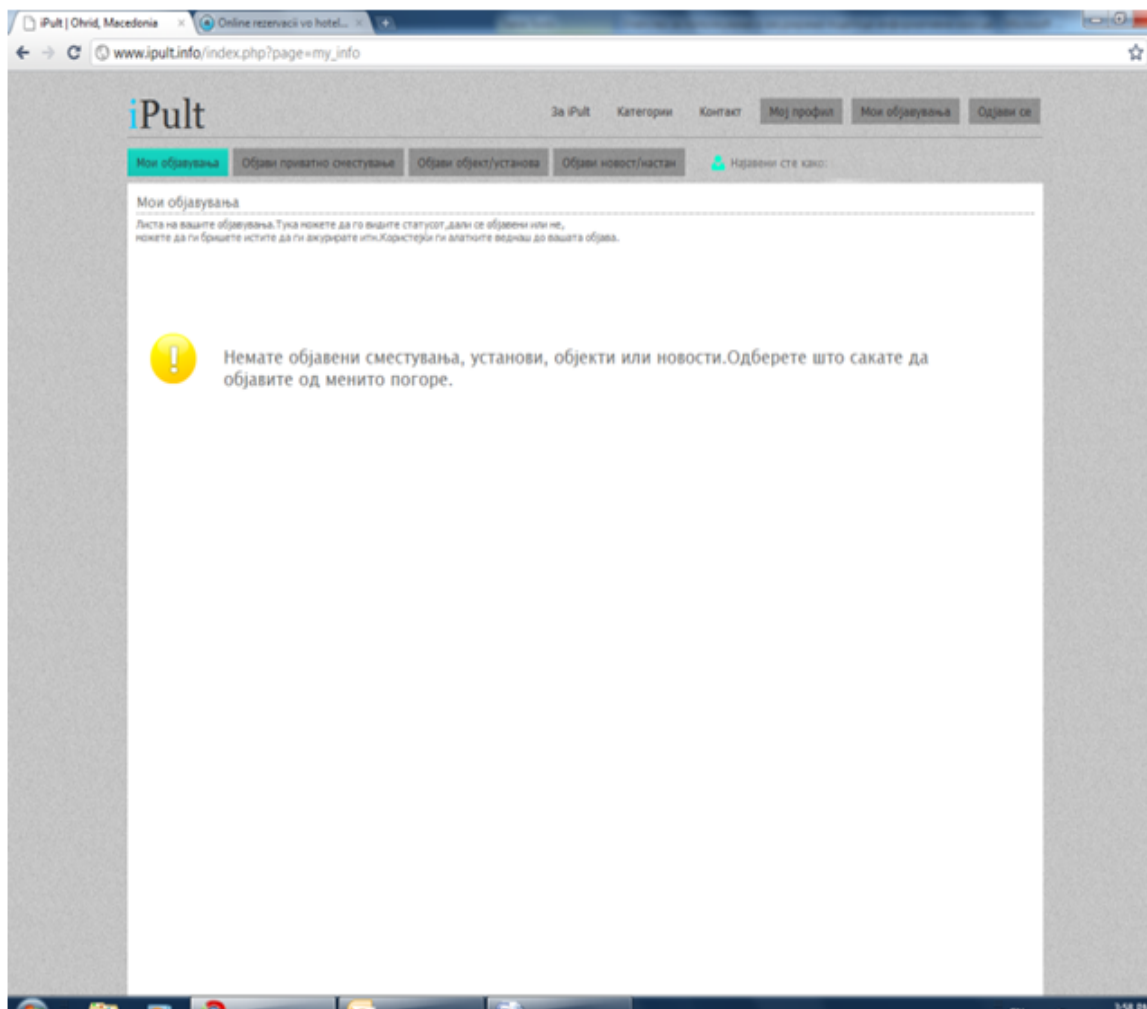 iPult | Ohrid, Macedonia
Online rezervacii vo hotel...
www.ipult.info/index.php?page=my_info
iPult
За iPult Категории Контакт Мој профил Мои објавувања Одјави се
Мои објавувања Објави приватно сместување Објави објект/установа Објави новост/настан Најавени сте како:
Мои објавувања
Листа на вашите објавувања.Тука можете да го видите статусот,дали се објавени или не,
можете да ги бришете истите да ги ажурирате итн.Користејќи ги алатките веднаш до вашата објава.
Немате објавени сместувања, установи, објекти или новости.Одберете што сакате да
објавите од менито погоре.
3:58 PM